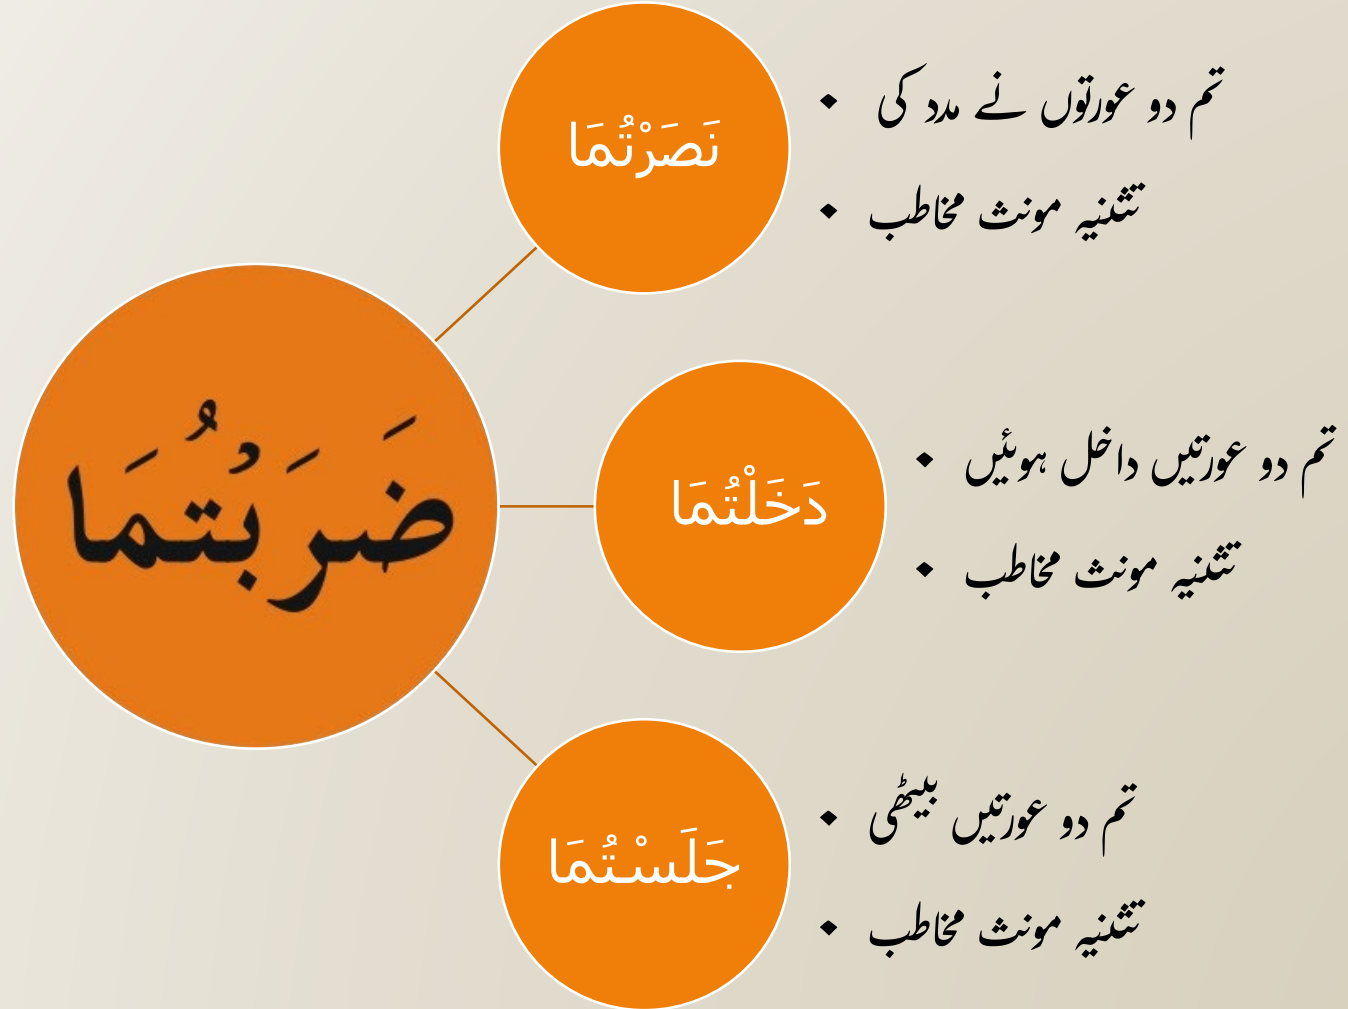 ضَرَبْتُمَا
نَصَرْتُمَا
تم دو عورتوں نے مدد کی
تثنیہ مونث مخاطب
دَخَلْتُمَا
تم دو عورتیں داخل ہوئیں
تثنیہ مونث مخاطب
جَلَسْتُمَا
تم دو عورتیں بیٹھی
تثنیہ مونث مخاطب